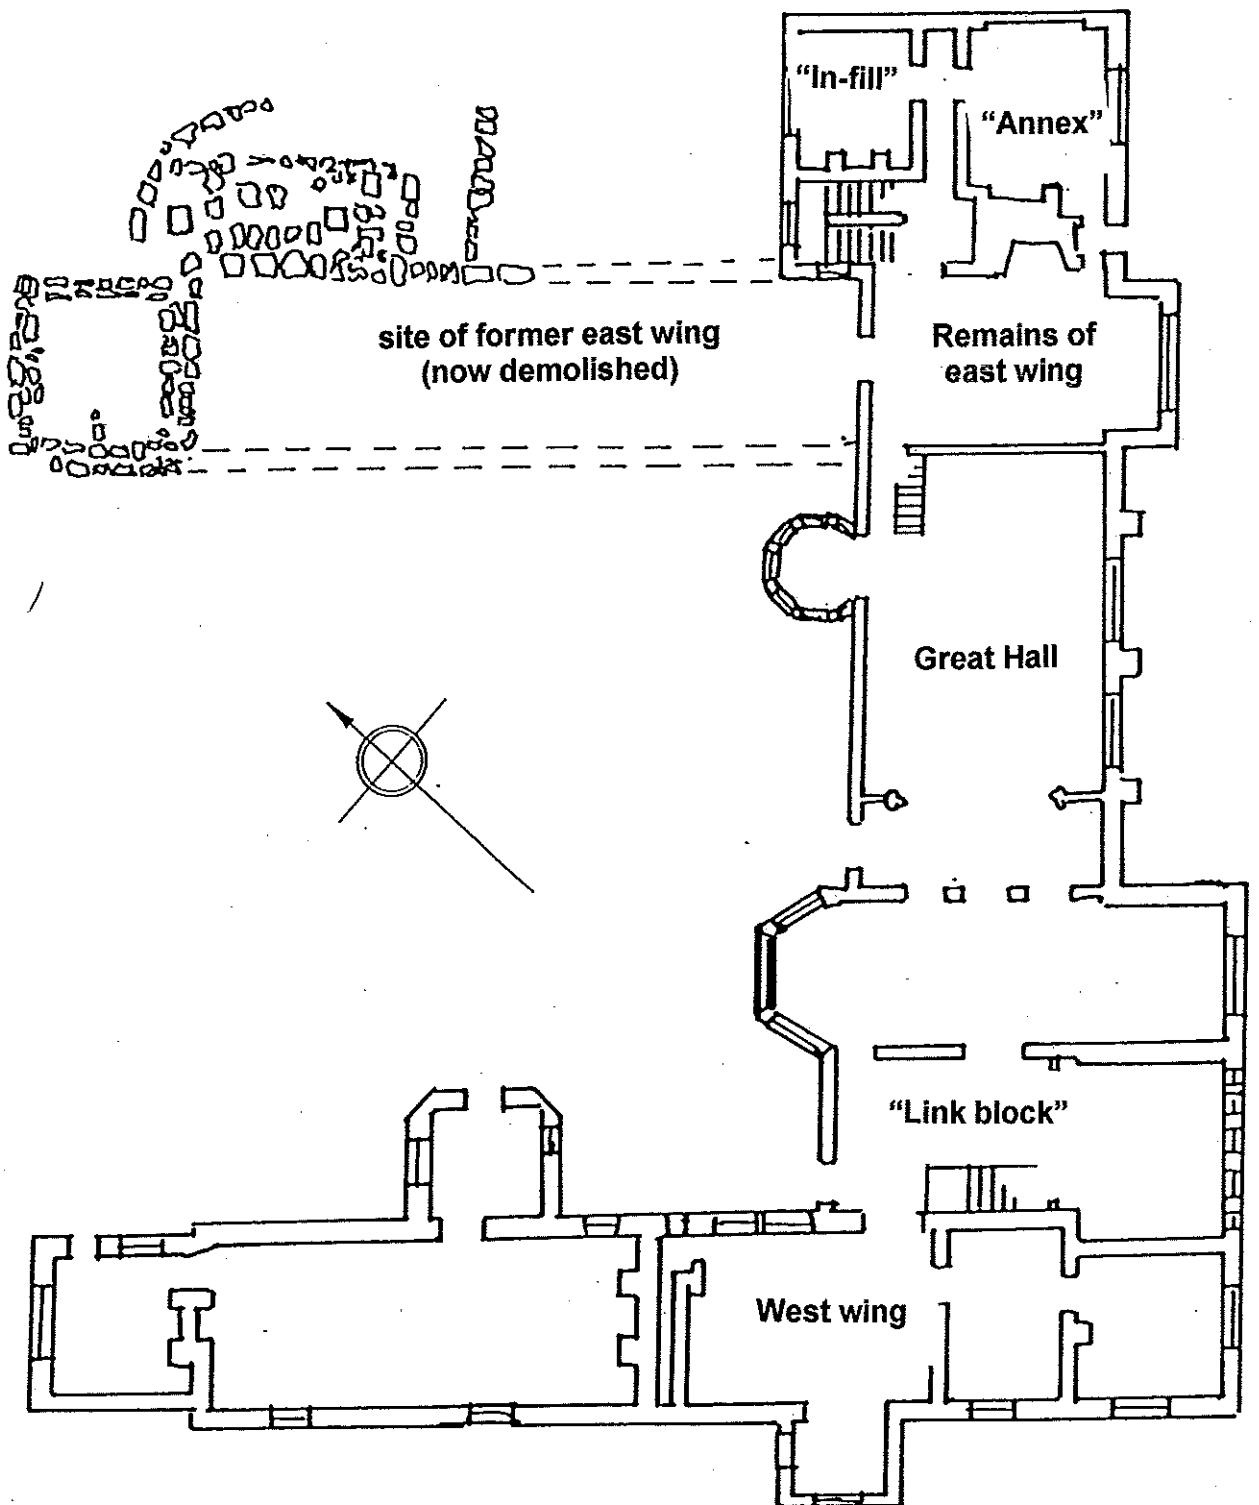 “In-fill”
“Annex”
site of former east wing
(now demolished)
Remains of
east wing
Great Hall
“Link block”
West wing